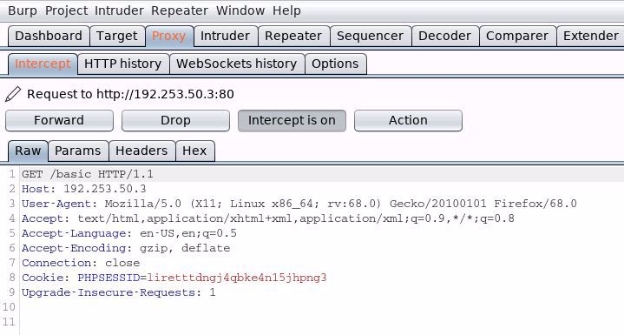 Burp Project Intruder Repeater Window Help
Dashboard Target Proxy Intruder Repeater Sequencer Decoder Comparer Extender
Intercept HTTP history WebSockets history Options
Request to http://192.253.50.3:80
Forward Drop Intercept is on Action
Raw Params Headers Hex
1 GET /basic HTTP/1.1
2 Host: 192.253.50.3
3 User-Agent: Mozilla/5.0 (X11; Linux x86_64; rv:68.0) Gecko/20100101 Firefox/68.0
4 Accept: text/html,application/xhtml+xml,application/xml;q=0.9,*/*;q=0.8
5 Accept-Language: en-US,en;q=0.5
6 Accept-Encoding: gzip, deflate
7 Connection: close
8 Cookie: PHPSESSID=liretttdngj4qbke4n15jhpng3
9 Upgrade-Insecure-Requests: 1
10
11